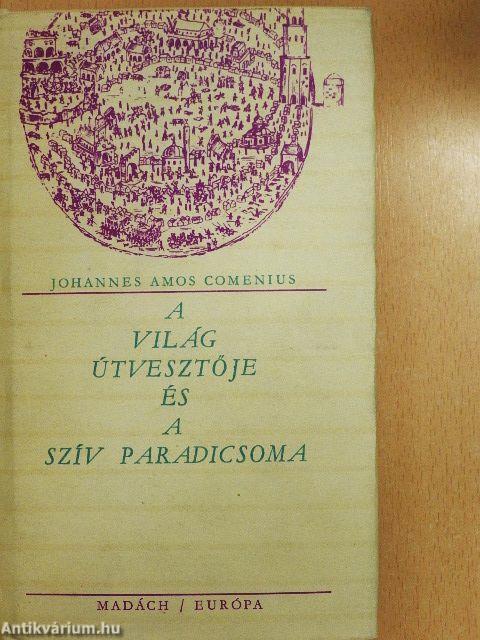 JOHANNES AMOS COMENIUS
A
VILÁG
ÚTVESZTŐJE
ÉS
A
SZÍV PARADICSOMA
MADÁCH / EURÓPA
Antikvárium.hu